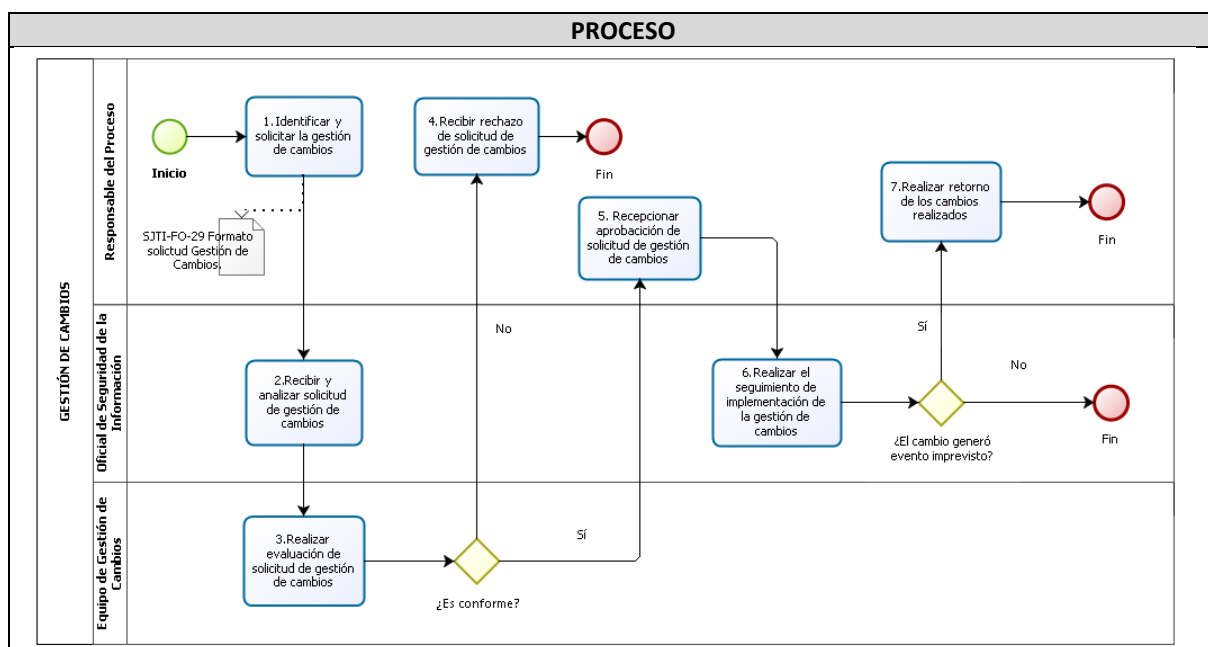 PROCESO
GESTIÓN DE CAMBIOS
Responsable del Proceso
Inicio
1.Identificar y
solicitar la gestión
de cambios
SJTI-FO-29 Formato
solictud Gestión de
Cambios.
4.Recibir rechazo
de solicitud de
gestión de cambios
Fin
5. Recepcionar
aprobacición de
solicitud de gestión
de cambios
7.Realizar retorno
de los cambios
realizados
Fin
Oficial de Seguridad de la
Información
2.Recibir y
analizar solicitud
de gestión de
cambios
No
6.Realizar el
seguimiento de
implementación de
la gestión de
cambios
Sí
¿El cambio generó
evento imprevisto?
No
Fin
Equipo de Gestión de
Cambios
3.Realizar
evaluación de
solicitud de gestión
de cambios
¿Es conforme?
Sí